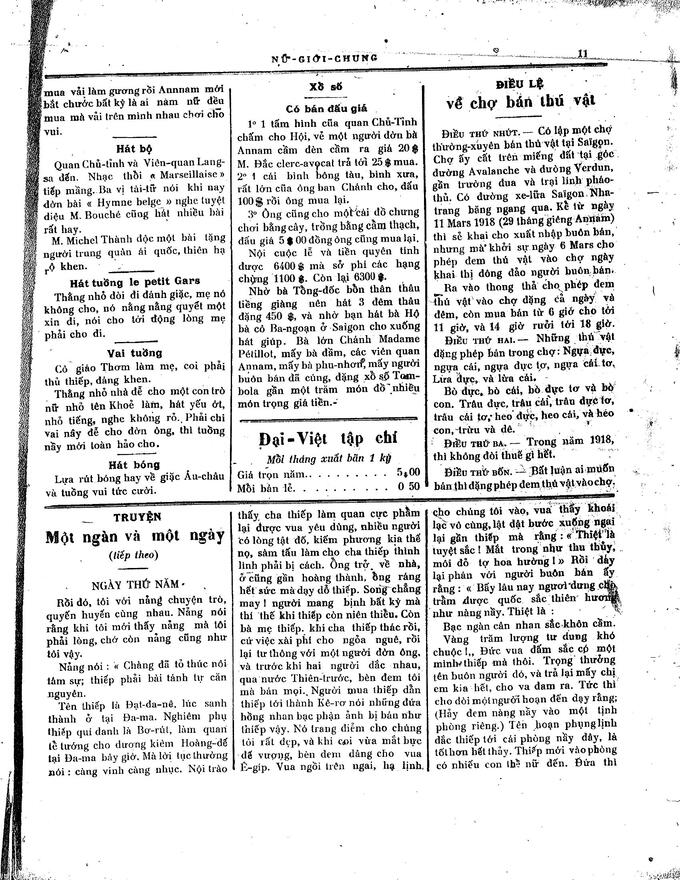 NỮ-GIỚI-CHUNG
11
mua vải làm gương rồi Annnam mới
bắt chước bất kỳ là ai nam nữ đều
mua mà vải trên mình nhau chơi cho
vui.
Hát bộ
Quan Chủ-tỉnh và Viên-quan Lang-
sa đến. Nhạc thổi « Marseillaise »
tiếp mầng. Ba vị tài-tử nói khi nay
đờn bài « Hymne belge » nghe tuyệt
diệu M. Bouché cũng hát nhiều bài
rất hay.
M. Michel Thành độc một bài tặng
người trung quân ái quốc, thiên hạ
rộ khen.
Hát tuồng le petit Gars
Thằng nhỏ đòi đi đánh giặc, mẹ nó
không cho, nó nằng nằng quyết một
xin đi, nói cho tới động lòng mẹ
phải cho đi.
Vai tuồng
Cô giáo Thơm làm mẹ, coi phải
thủ thiếp, đáng khen.
Thằng nhỏ nhà để cho một con trò
nữ nhỏ tên Khoẻ làm, hát yếu ớt,
nhỏ tiếng, nghe không rõ. Phải chi
vai nầy để cho đờn ông, thì tuồng
nầy mới toàn hảo cho.
Hát bóng
Lựa rút bóng hay về giặc Âu-châu
và tuồng vui tức cười.
Xổ số
Có bán đấu giá
1º 1 tấm hình của quan Chủ-Tỉnh
chấm cho Hội, vẽ một người đờn bà
Annam cầm đèn cầm ra giá 20$
M. Đắc clerc-avocat trả tới 25$ mua.
2º 1 cái bình bông tàu, bình xưa,
rất lớn của ông ban Chánh cho, đấu
100$ rồi ông mua lại.
3º Ông cũng cho một cái đồ chưng
chơi bằng cây, trồng bằng cẩm thạch,
đấu giá 5$00 đồng ông cũng mua lại.
Nội cuộc lễ và tiền quyên tính
được 6400$ mà sở phí các hạng
chừng 1100$. Còn lại 6300$.
Nhờ bà Tổng-đốc bổn thân thâu
tiếng giàng nên hát 3 đêm thâu
đặng 450$, và nhờ bạn hát bà Hộ
bà cô Ba-ngoạn ở Saigon cho xuống
hát giúp. Bà lớn Chánh Madame
Pétillot, mấy bà đầm, các viên quan
Annam, mấy bà phu-nhơn, mấy người
buôn bán đã cúng, đặng xổ số Tom-
bola gần một trăm món đồ nhiều
món trọng giá tiền.-
Đại-Việt tập chí
Mỗi tháng xuất bản 1 kỳ
Giá trọn năm......... 5$00
Mỗi bản lẻ......... 0 50
ĐIỀU LỆ
về chợ bán thú vật
ĐIỀU THỨ NHỨT. — Có lập một chợ
thường-xuyên bán thú vật tại Saigon.
Chợ ấy cất trên miếng đất tại góc
đường Avalanche và đường Verdun,
gần trường đua và trại lính pháo-
thủ. Có đường xe-lửa Saigon Nha-
trang băng ngang qua. Kể từ ngày
11 Mars 1918 (29 tháng giêng Annam)
thì sẽ khai cho xuất nhập buôn bán,
nhưng mà khởi sự ngày 6 Mars cho
phép đem thú vật vào chợ ngày
khai thị đông đảo người buôn bán.
Ra vào thong thả cho phép đem
thú vật vào chợ đặng cả ngày và
đêm, còn mua bán từ 6 giờ cho tới
11 giờ, và 14 giờ rưởi tới 18 giờ.
ĐIỀU THỨ HAI. — Những thú vật
đặng phép bán trong chợ: Ngựa đực,
ngựa cái, ngựa đực tơ, ngựa cái tơ,
Lừa đực, và lừa cái.
Bò đực, bò cái, bò đực tơ và bò
con. Trâu đực, trâu cái, trâu đực tơ,
trâu cái tơ, heo đực, heo cái, và heo
con, trừu và dê.
ĐIỀU THỨ BA. — Trong năm 1918,
thì không đòi thuế gì hết.
ĐIỀU THỨ BỐN. — Bất luận ai muốn
bán thì đặng phép đem thú vật vào chợ.
TRUYỆN
Một ngàn và một ngày
(tiếp theo)
NGÀY THỨ NĂM
Rồi đó, tôi với nàng chuyện trò,
quyến huyến cùng nhau. Nàng nói
rằng khi tôi mới thấy nàng mà tôi
phải lòng, chớ còn nàng cũng như
tôi vậy.
Nàng nói : « Chàng đã tỏ thúc nỗi
tâm sự; thiếp phải tánh tự căn
nguyên.
Tên thiếp là Đạt-đa-nê, lúc sanh
thành ở tại Đa-ma. Nghiêm phụ
thiếp quí danh là Bơ-rút, làm quan
tể tướng cho đương kiêm Hoàng-đế
tại Đa-ma bây giờ. Mà lời tục thường
nói : càng vinh càng nhục. Nội trào
thấy cha thiếp làm quan cực phẩm
lại được vua yêu dùng, nhiều người
có lòng tật đố, kiếm phương kia thế
nọ, sàm tấu làm cho cha thiếp thình
lình phải bị cách. Ông trở về nhà,
ở cũng gần hoàng thành, ông ráng
hết sức mà dạy dỗ thiếp. Song chẳng
may ! người mang bịnh bất kỳ mà
thì thế khi thiếp còn niên thiếu. Còn
bà mẹ thiếp. khi cha thiếp thác rồi,
cứ việc xài phí cho ngỏa nguê, rồi
lại tư thông với một người đờn ông,
và trước khi hai người dắc nhau,
qua nước Thiên-trước, bèn đem tôi
mà bán mọi. Người mua thiếp dẫn
thiếp tới thành Kê-rơ nói những đứa
hồng nhan bạc phận ảnh bị bán như
thiếp vậy. Nó trang điểm cho chúng
tôi rất đẹp, và khi coi vừa mắt bực
đế vượng, bèn đem dâng cho vua
Ê-gíp. Vua ngồi trên ngai, hạ lịnh
cho chúng tôi vào, vua thấy khoái
lạc vô cùng, lật đật bước xuống ngai
lại gần thiếp mà rằng : « Thiệt là
tuyệt sắc ! Mắt trong như thu thủy,
môi đỏ tợ hoa hường ! » Rồi day
lại phán với người buôn bán ấy
rằng : « Bấy lâu nay ngươi dưng cho
trẫm được quốc sắc thiên hương
như nàng nầy. Thiệt là :
Bạc ngàn cân nhan sắc khôn cầm.
Vàng trăm lượng tư dung khó
chuộc !,, Đức vua đấm sắc có một
mình thiếp mà thôi. Trọng thưởng
tên buôn người đó, và trả lại mấy chị
em kia hết, cho va đam ra. Tức thì
cho đòi một người hoạn đến dạy rằng;
(Hảy đem nàng nầy vào một tịnh
phòng riêng.) Tên hoạn phụng lịnh
đắc thiếp tới cái phòng nầy đây, là
tốt hơn hết thảy. Thiếp mới vào phòng
có nhiều con thể nữ đến. Đứa thì